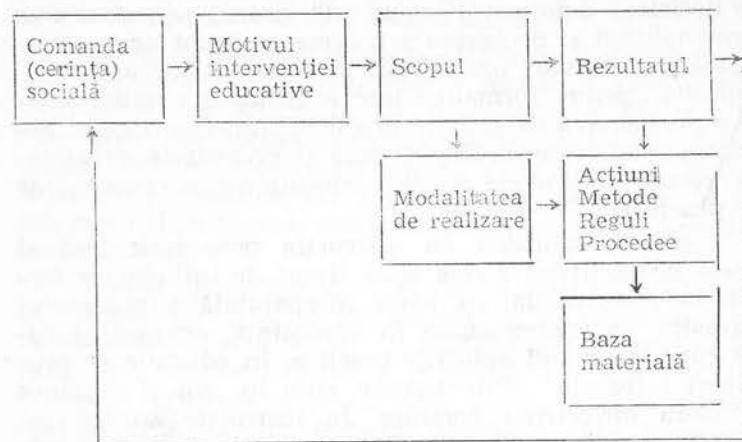 Comanda
(cerința)
socială
Motivul
intervenției
educative
Scopul
Rezultatul
Modalitatea
de realizare
Acțiuni
Metode
Reguli
Procedee
Baza
materială